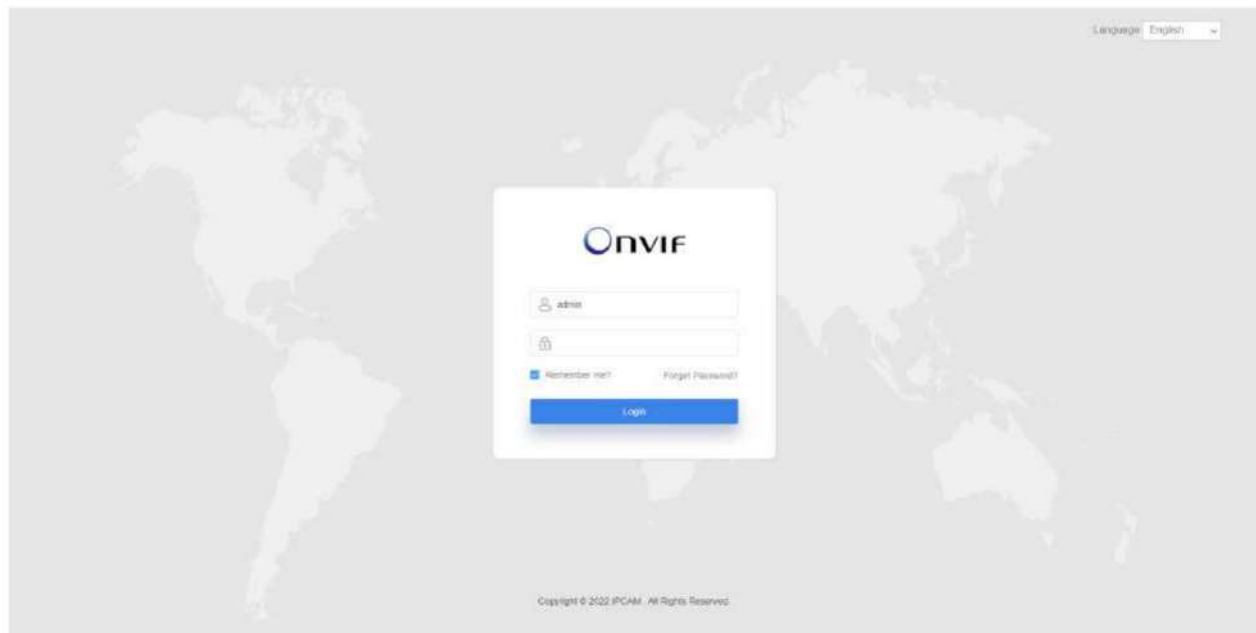 Language English
Onvif
admin
Remember me?
Forget Password?
Login
Copyright © 2022 IPCAM . All Rights Reserved.